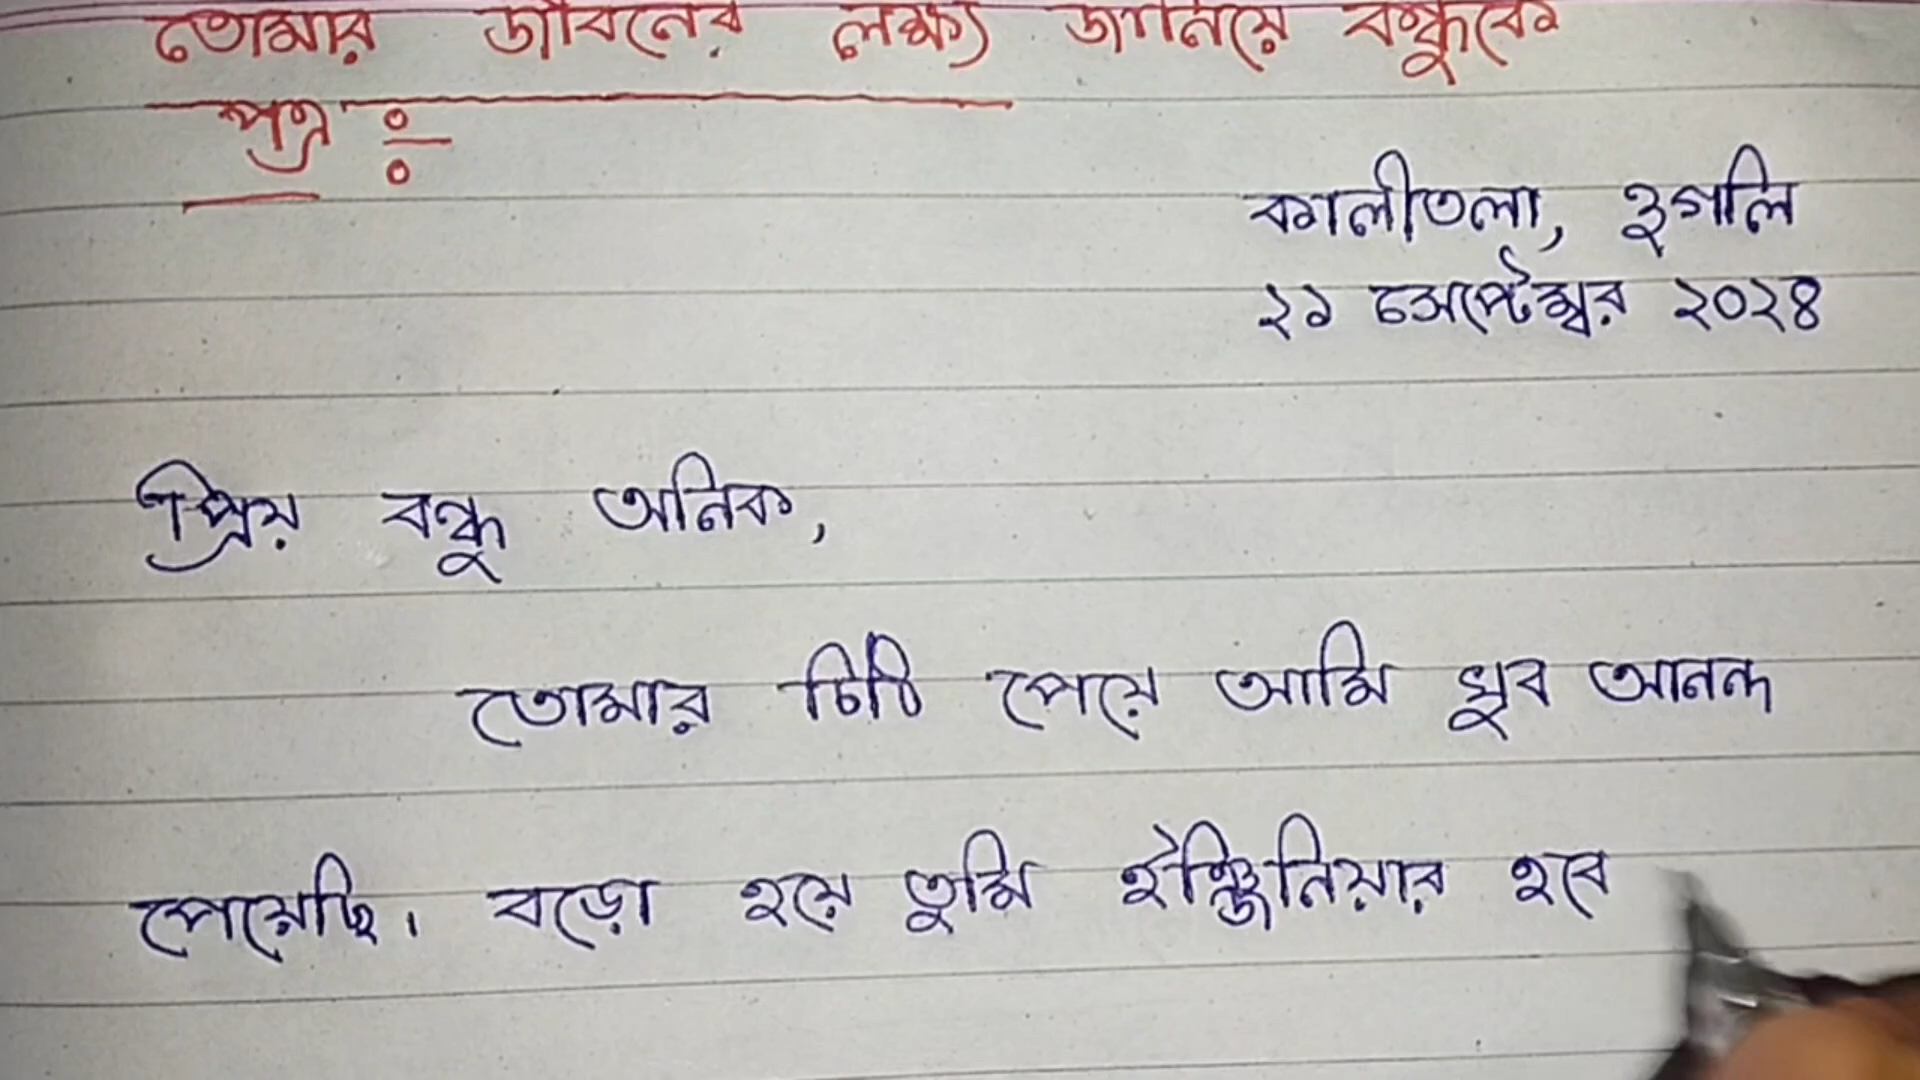 তোমার জীবনের লক্ষ্য জানিয়ে বন্ধুকে
পত্র ঃ
কালীতলা, হুগলি
২১ সেপ্টেম্বর ২০২৪
প্রিয় বন্ধু অনিক,
তোমার চিঠি পেয়ে আমি খুব আনন্দ
পেয়েছি। বড়ো হয়ে তুমি ইঞ্জিনিয়ার হবে